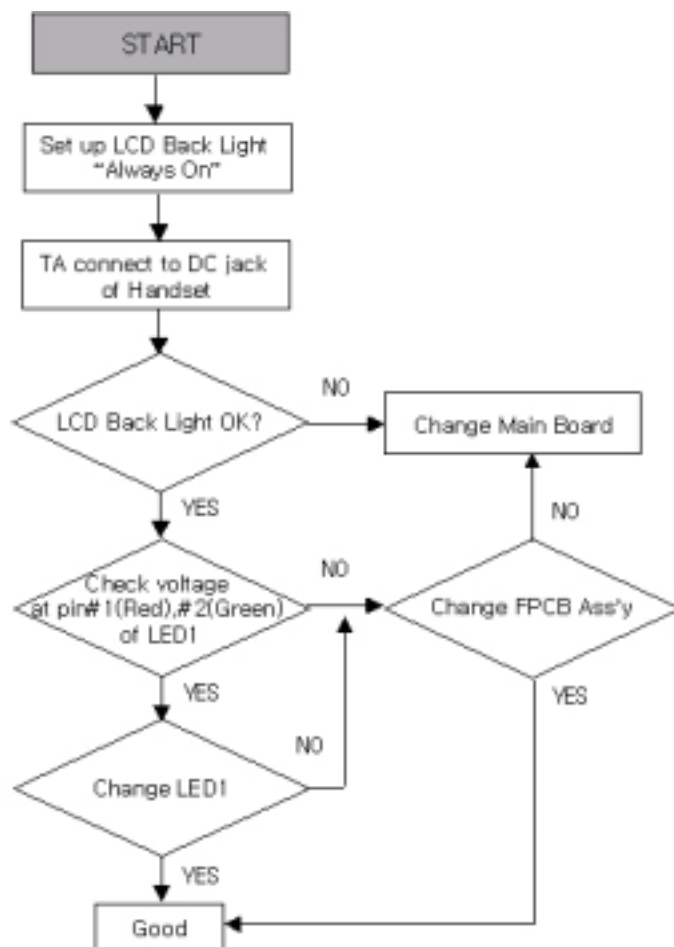 START
Set up LCD Back Light
"Always On"
TA connect to DC jack
of Handset
LCD Back Light OK?
NO
Change Main Board
YES
NO
Check voltage
at pin#1(Red),#2(Green)
of LED1
NO
Change FPCB Ass'y
YES
YES
NO
Change LED1
YES
Good